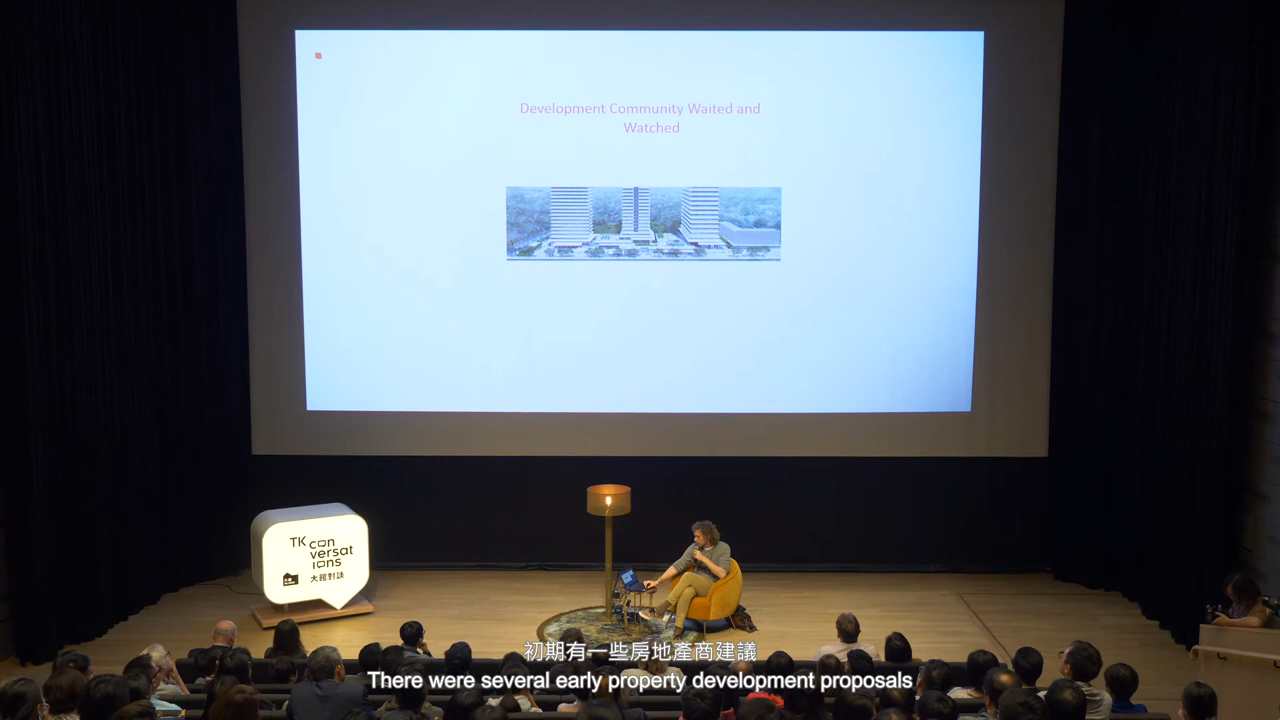 Development Community Waited and
Watched
TK con
versat
ions
大館對談
初期有一些房地產商建議
There were several early property development proposals